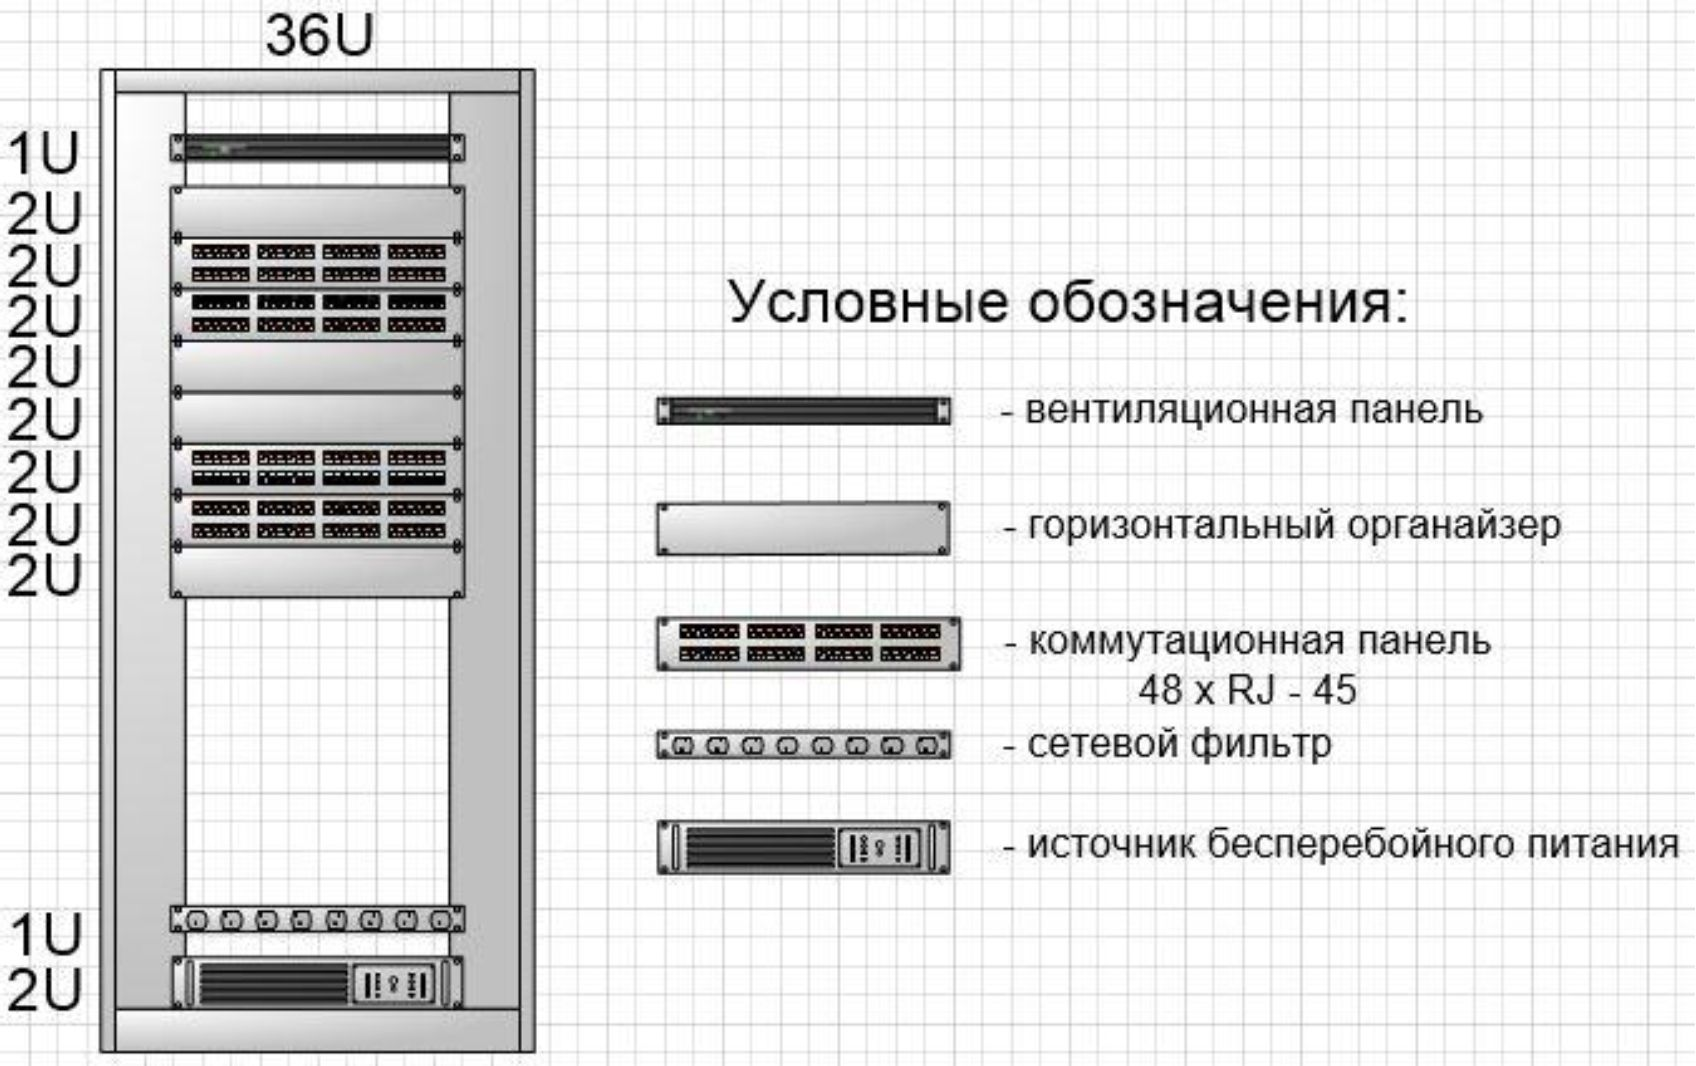 36U
1U
2U
2U
2U
2U
2U
2U
2U
2U
1U
2U
Условные обозначения:
- вентиляционная панель
- горизонтальный органайзер
- коммутационная панель
48 x RJ - 45
- сетевой фильтр
- источник бесперебойного питания